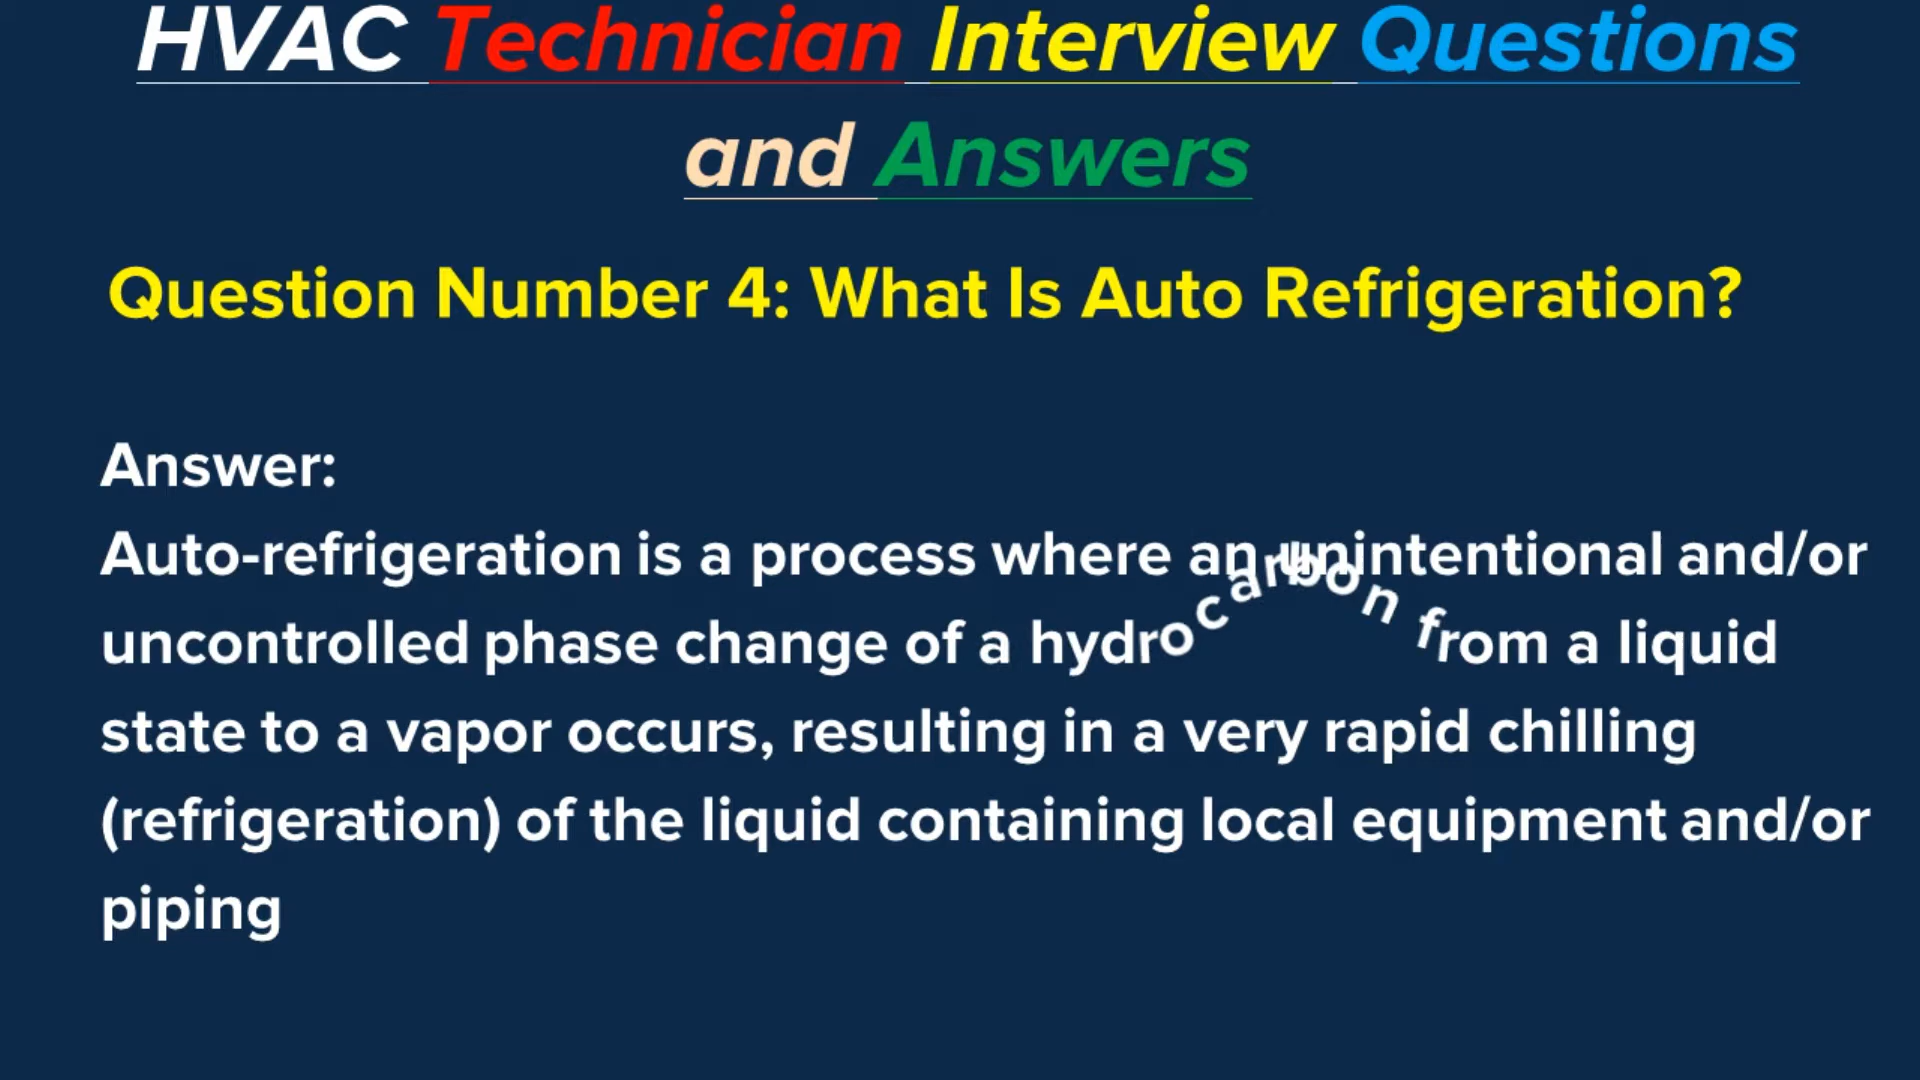 HVAC Technician Interview Questions
and Answers
Question Number 4: What Is Auto Refrigeration?
Answer:
Auto-refrigeration is a process where an unintentional and/or
uncontrolled phase change of a hydrocarbon from a liquid
state to a vapor occurs, resulting in a very rapid chilling
(refrigeration) of the liquid containing local equipment and/or
piping